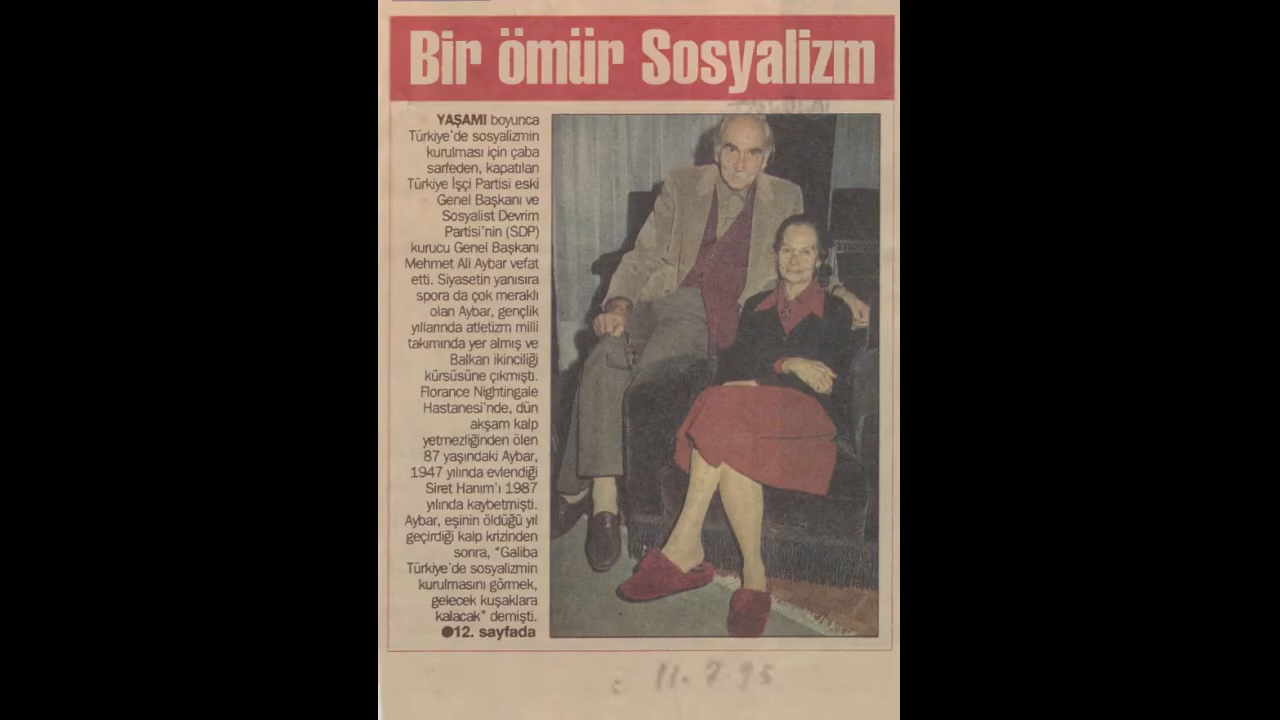 Bir ömür Sosyalizm
YAŞAMI boyunca
Türkiye'de sosyalizmin
kurulması için çaba
sarfeden, kapatılan
Türkiye İşçi Partisi eski
Genel Başkanı ve
Sosyalist Devrim
Partisi'nin (SDP)
kurucu Genel Başkanı
Mehmet Ali Aybar vefat
etti. Siyasetin yanısıra
spora da çok meraklı
olan Aybar, gençlik
yıllarında atletizm milli
takımında yer almış ve
Balkan ikinciliği
kürsüsüne çıkmıştı.
Florance Nightingale
Hastanesi'nde, dün
akşam kalp
yetmezliğinden ölen
87 yaşındaki Aybar,
1947 yılında evlendiği
Siret Hanım'ı 1987
yılında kaybetmişti.
Aybar, eşinin öldüğü yıl
geçirdiği kalp krizinden
sonra, "Galiba
Türkiye'de sosyalizmin
kurulmasını görmek,
gelecek kuşaklara
kalacak" demişti.
●12. sayfada
11.7.95